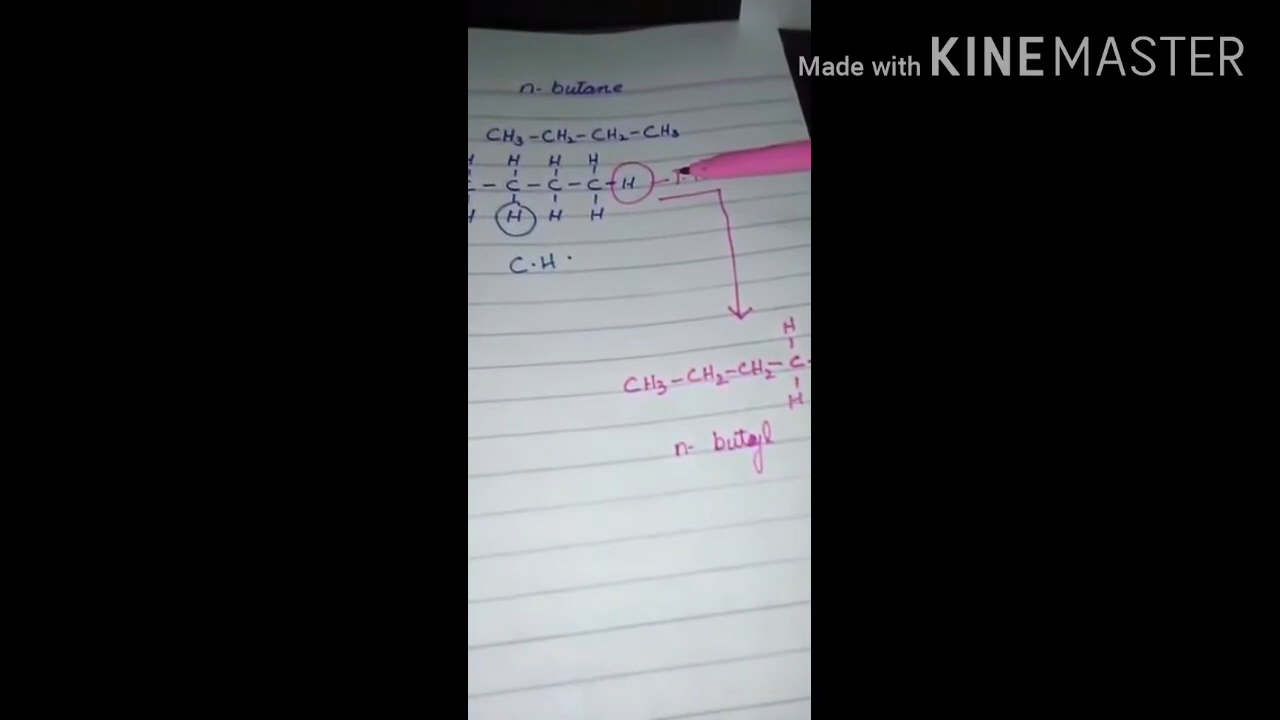 Made with KINEMASTER
n- butane
CH3 - CH2 - CH2 - CH3
H H H H
C - C - C - C - H
H H H H
C·H·
H
CH3 - CH2 - CH2 - C -
H
n- butyl